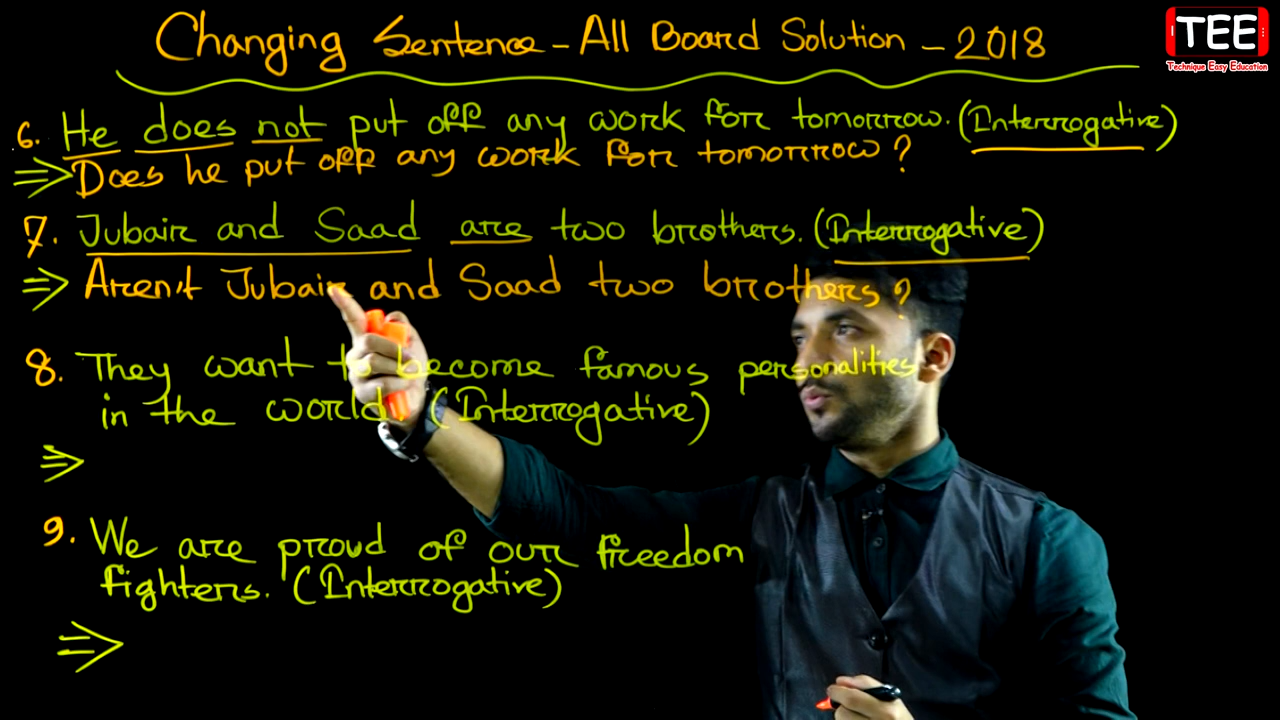 Changing Sentence - All Board Solution - 2018
TEE
Technique Easy Education
6. He does not put off any work for tomorrow. (Interrogative)
⇒ Does he put off any work for tomorrow?
7. Jubair and Saad are two brothers. (Interrogative)
⇒ Aren't Jubair and Saad two brothers?
8. They want to become famous personalities
in the world. (Interrogative)
⇒
9. We are proud of our freedom
fighters. (Interrogative)
⇒